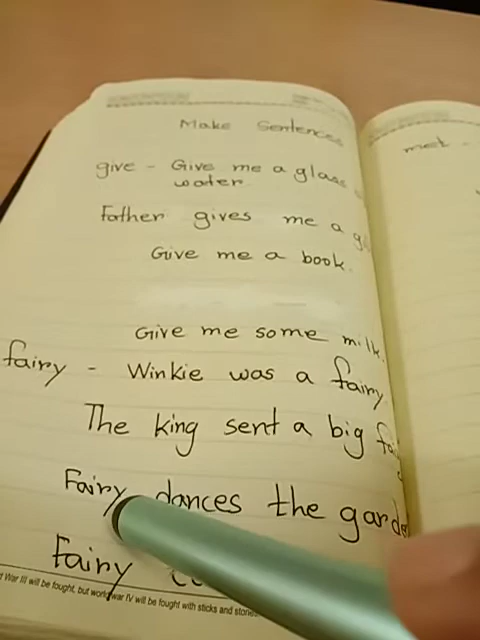 Make Sentences
met -
give - Give me a glass
water.
Father gives me a
Give me a book.
Give me some milk.
fairy - Winkie was a fairy
The king sent a big
Fairy dances the garde
Fairy
War III will be fought, but world war IV will be fought with sticks and stones